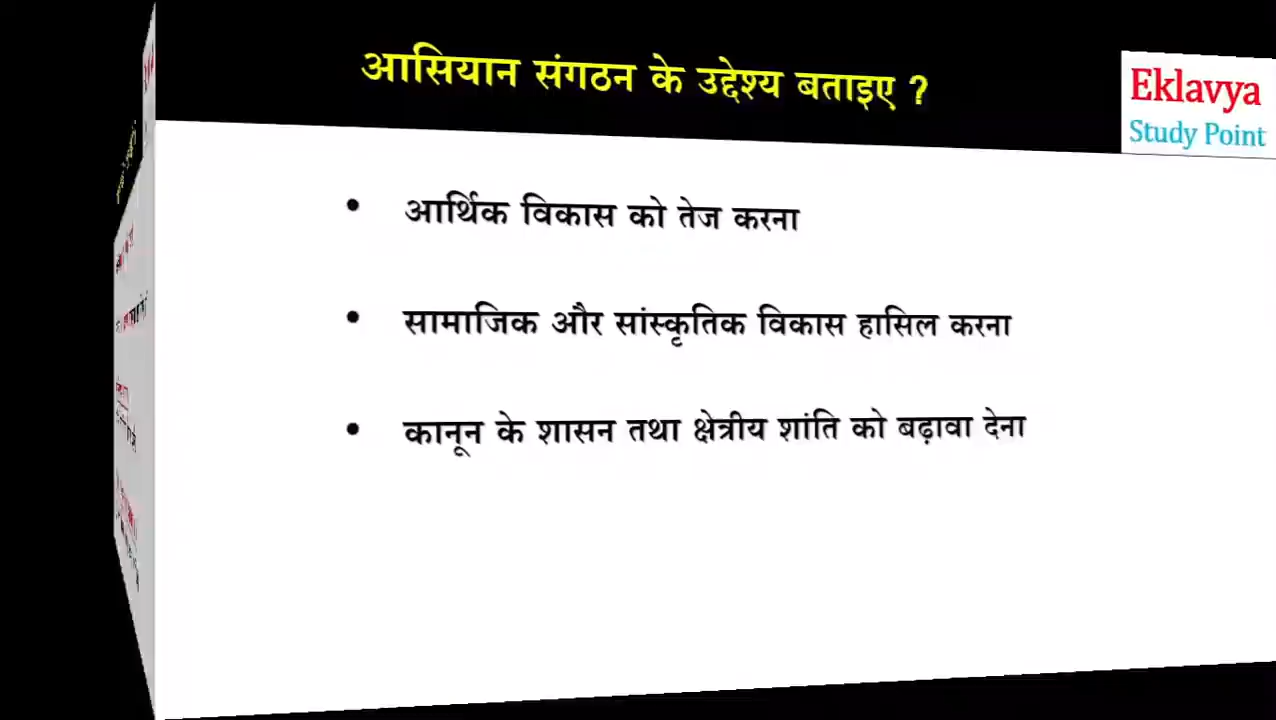 आसियान संगठन के उद्देश्य बताइए ?
Eklavya
Study Point
• आर्थिक विकास को तेज करना
• सामाजिक और सांस्कृतिक विकास हासिल करना
• कानून के शासन तथा क्षेत्रीय शांति को बढ़ावा देना